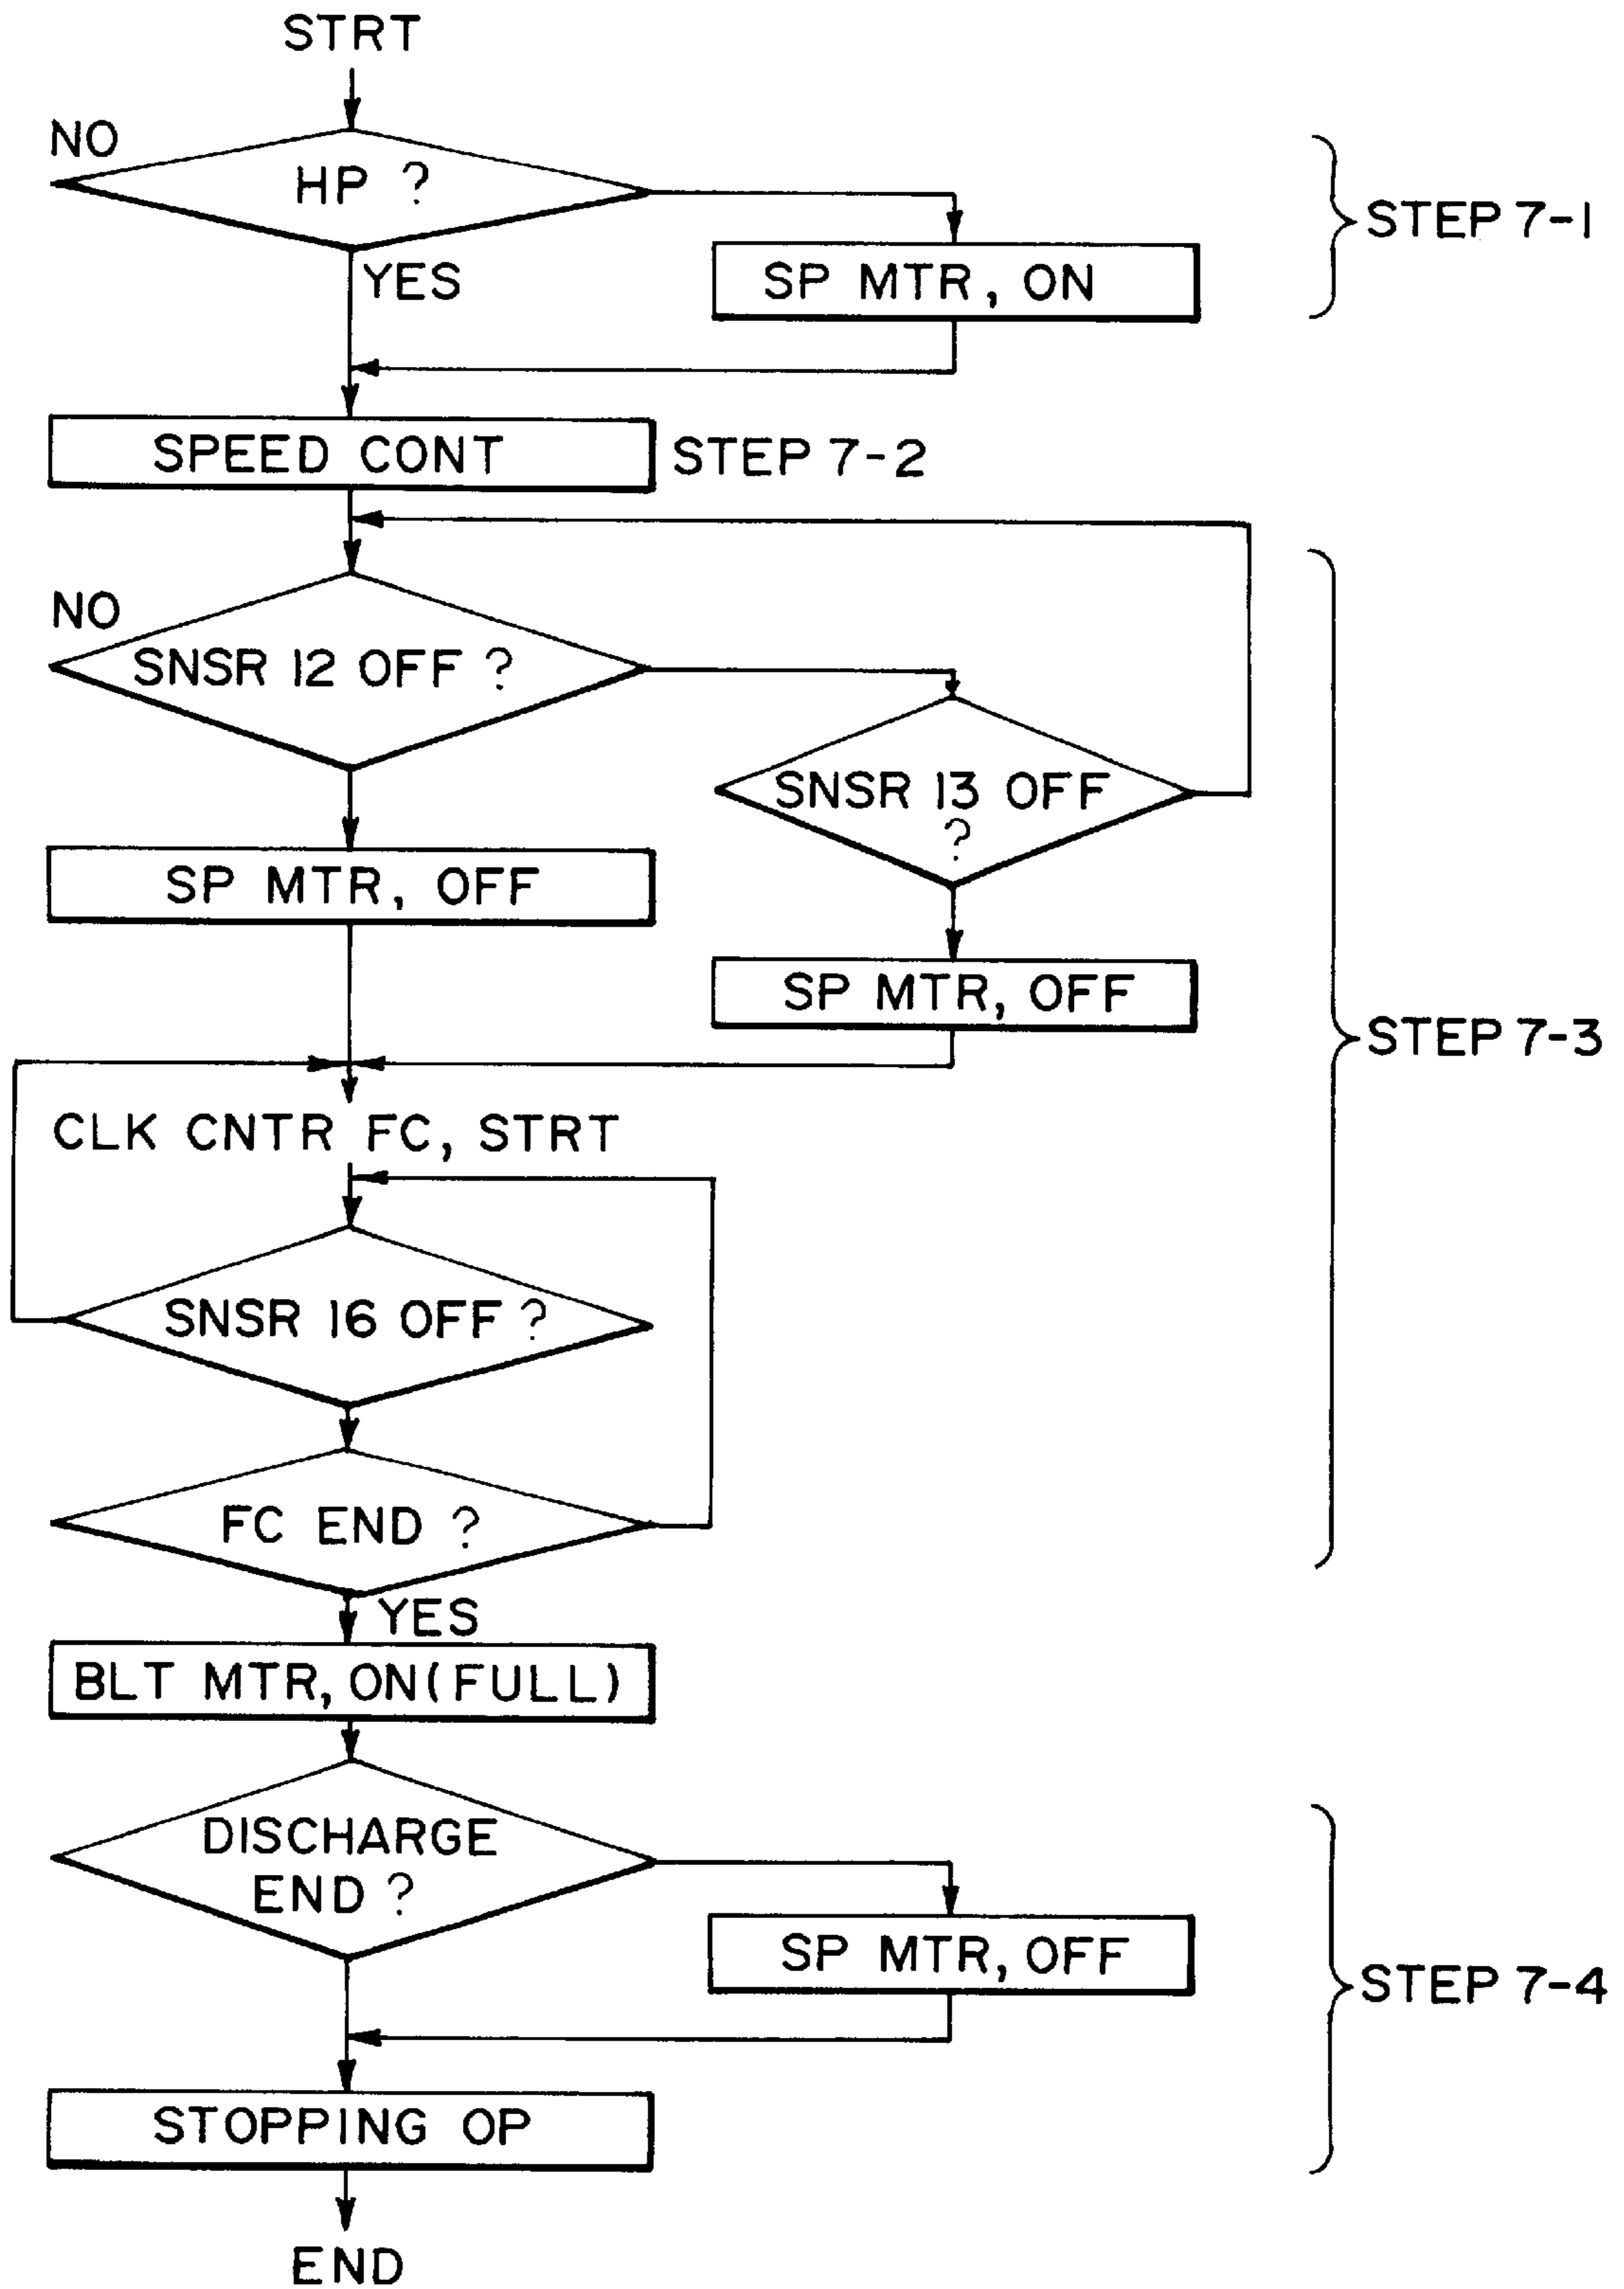 STRT
NO
HP ?
STEP 7-1
YES
SP MTR, ON
SPEED CONT
STEP 7-2
NO
SNSR 12 OFF ?
SNSR 13 OFF
?
SP MTR, OFF
SP MTR, OFF
STEP 7-3
CLK CNTR FC, STRT
SNSR 16 OFF ?
FC END ?
YES
BLT MTR, ON(FULL)
DISCHARGE
END ?
SP MTR, OFF
STEP 7-4
STOPPING OP
END